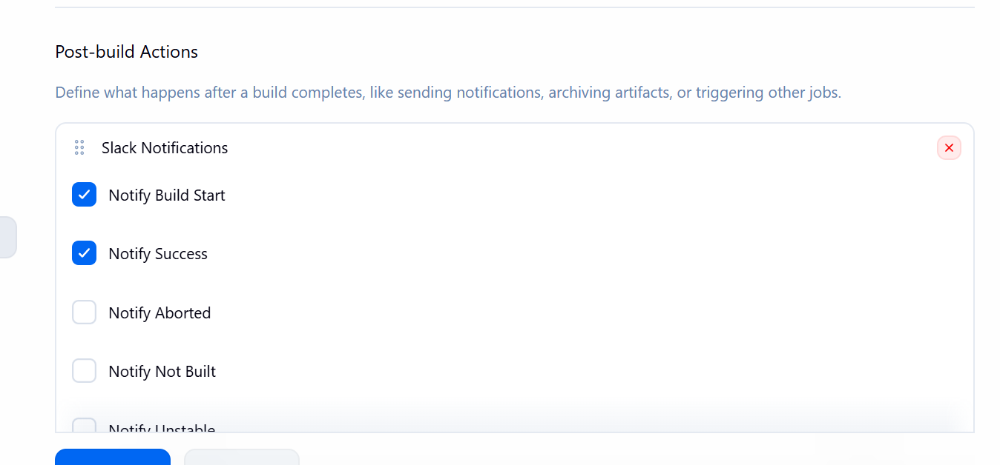 Post-build Actions
Define what happens after a build completes, like sending notifications, archiving artifacts, or triggering other jobs.
Slack Notifications
Notify Build Start
Notify Success
Notify Aborted
Notify Not Built
Notify Unstable